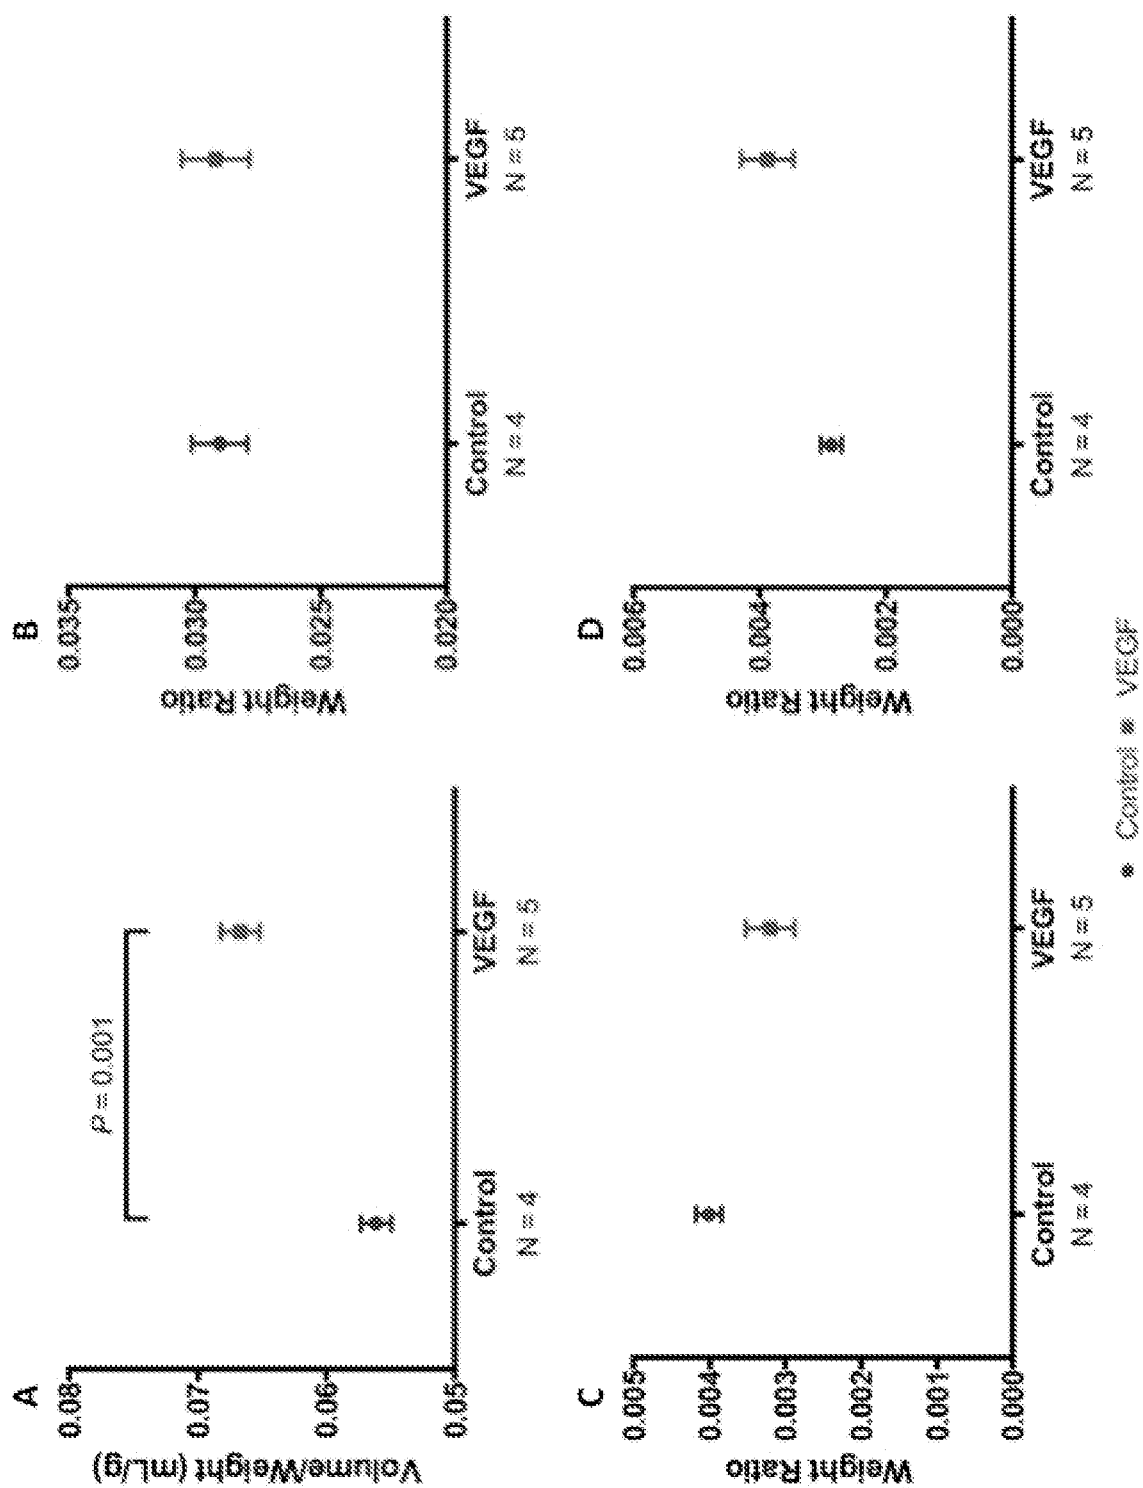 A
Volume/Weight (mL/g)
0.08
0.07
0.06
0.05
P = 0.001
Control
N = 4
VEGF
N = 5
B
Weight Ratio
0.035
0.030
0.025
0.020
Control
N = 4
VEGF
N = 5
C
Weight Ratio
0.005
0.004
0.003
0.002
0.001
0.000
Control
N = 4
VEGF
N = 5
D
Weight Ratio
0.006
0.004
0.002
0.000
Control
N = 4
VEGF
N = 5
Control VEGF